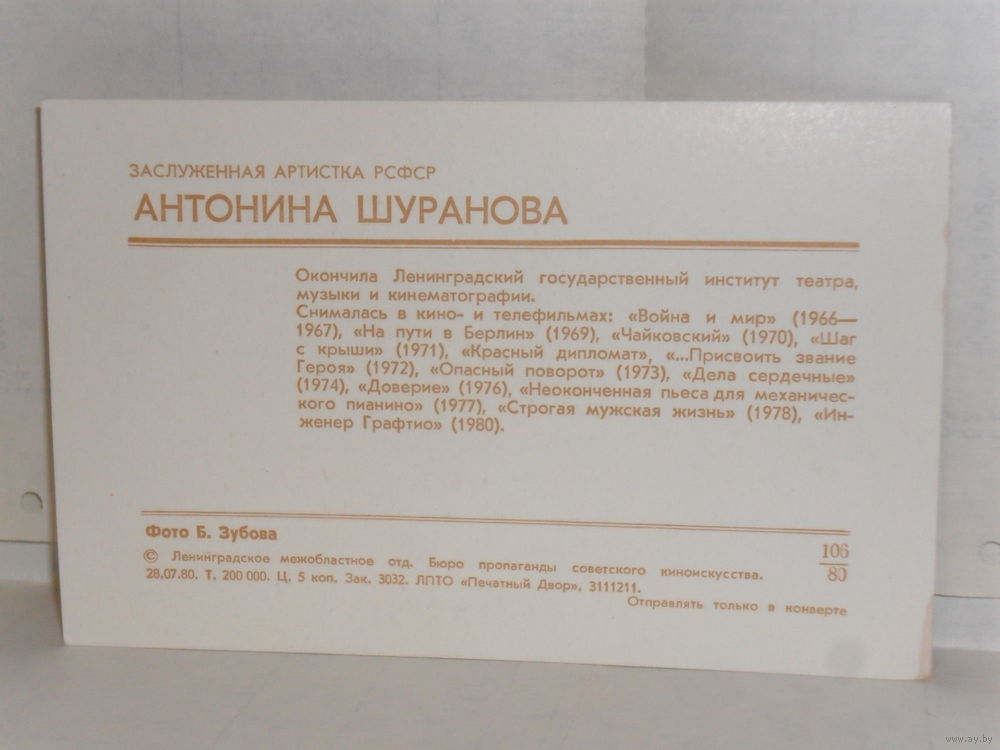 ЗАСЛУЖЕННАЯ АРТИСТКА РСФСР
АНТОНИНА ШУРАНОВА
Окончила Ленинградский государственный институт театра,
музыки и кинематографии.
Снималась в кино- и телефильмах: «Война и мир» (1966—
1967), «На пути в Берлин» (1969), «Чайковский» (1970), «Шаг
с крыши» (1971), «Красный дипломат», «...Присвоить звание
Героя» (1972), «Опасный поворот» (1973), «Дела сердечные»
(1974), «Доверие» (1976), «Неоконченная пьеса для механичес-
кого пианино» (1977), «Строгая мужская жизнь» (1978), «Ин-
женер Графтио» (1980).
Фото Б. Зубова
© Ленинградское межобластное отд. Бюро пропаганды советского киноискусства.
28.07.80. Т. 200 000. Ц. 5 коп. Зак. 3032. ЛПТО «Печатный Двор», 3111211.
106
80
Отправлять только в конверте
www.ay.by